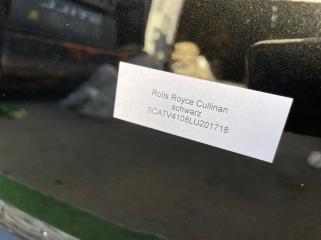 Rolls Royce Cullinan
schwarz
SCATV4108LU201718